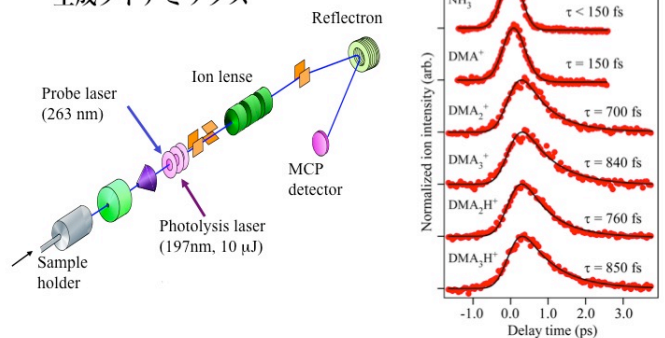 Reflectron
Ion lense
Probe laser
(263 nm)
MCP
detector
Photolysis laser
(197nm, 10 μJ)
Sample
holder
Normalized ion intensity (arb.)
NH3
τ < 150 fs
DMA+
τ = 150 fs
DMA2+
τ = 700 fs
DMA3+
τ = 840 fs
DMA2H+
τ = 760 fs
DMA3H+
τ = 850 fs
-1.0 0.0 1.0 2.0 3.0
Delay time (ps)